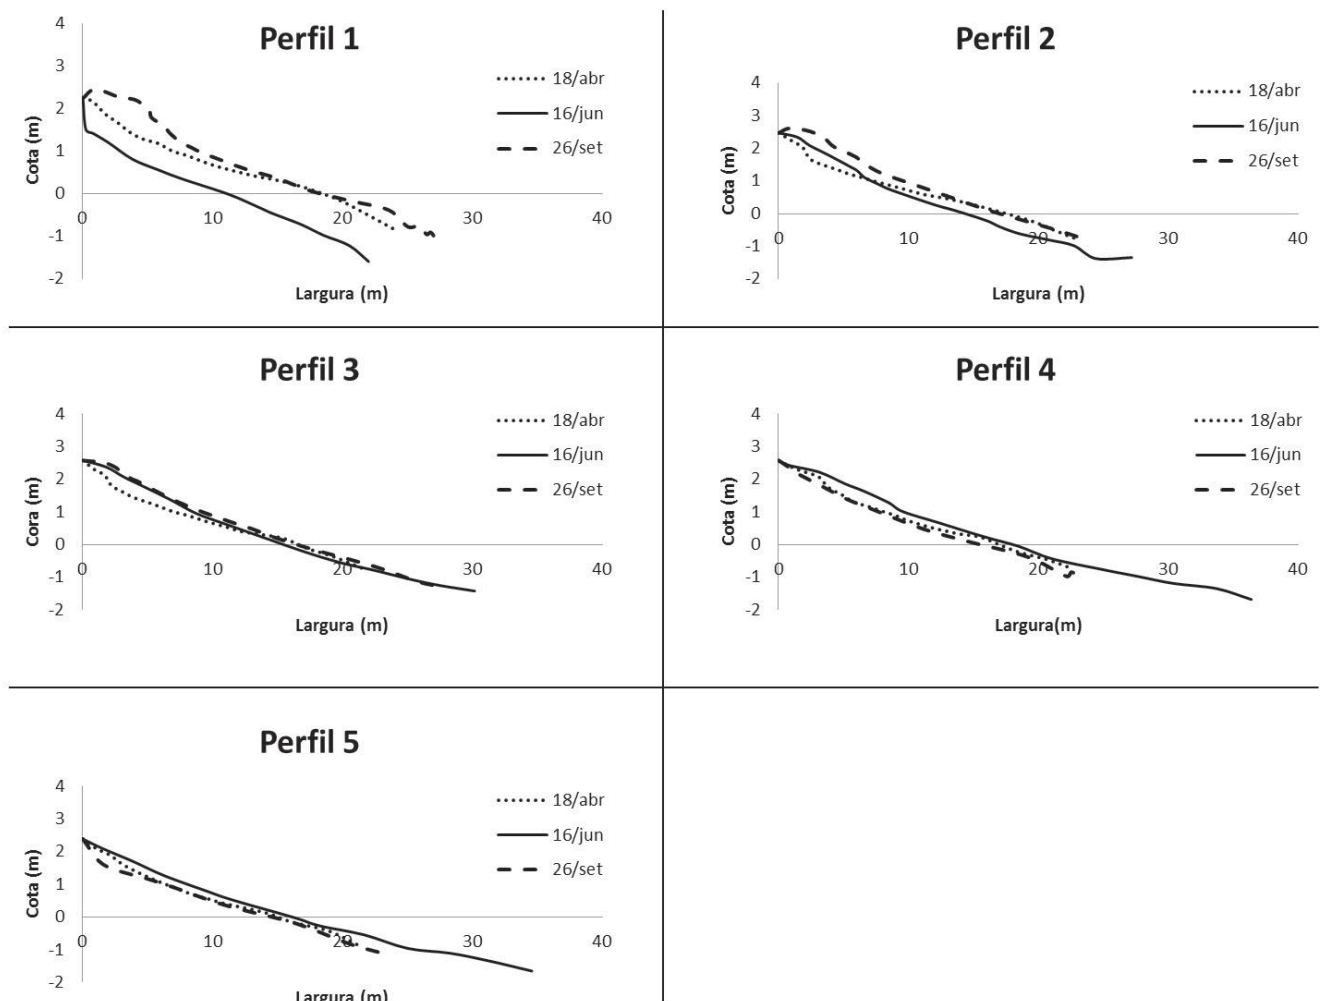 Perfil 1
4
3
2
1
0
-1
-2
0 10 20 30 40
Cota (m)
Largura (m)
18/abr
16/jun
26/set
Perfil 2
4
3
2
1
0
-1
-2
0 10 20 30 40
Cota (m)
Largura (m)
18/abr
16/jun
26/set
Perfil 3
4
3
2
1
0
-1
-2
0 10 20 30 40
Cora (m)
Largura (m)
18/abr
16/jun
26/set
Perfil 4
4
3
2
1
0
-1
-2
0 10 20 30 40
Cota (m)
Largura(m)
18/abr
16/jun
26/set
Perfil 5
4
3
2
1
0
-1
-2
0 10 20 30 40
Cota (m)
Largura (m)
18/abr
16/jun
26/set